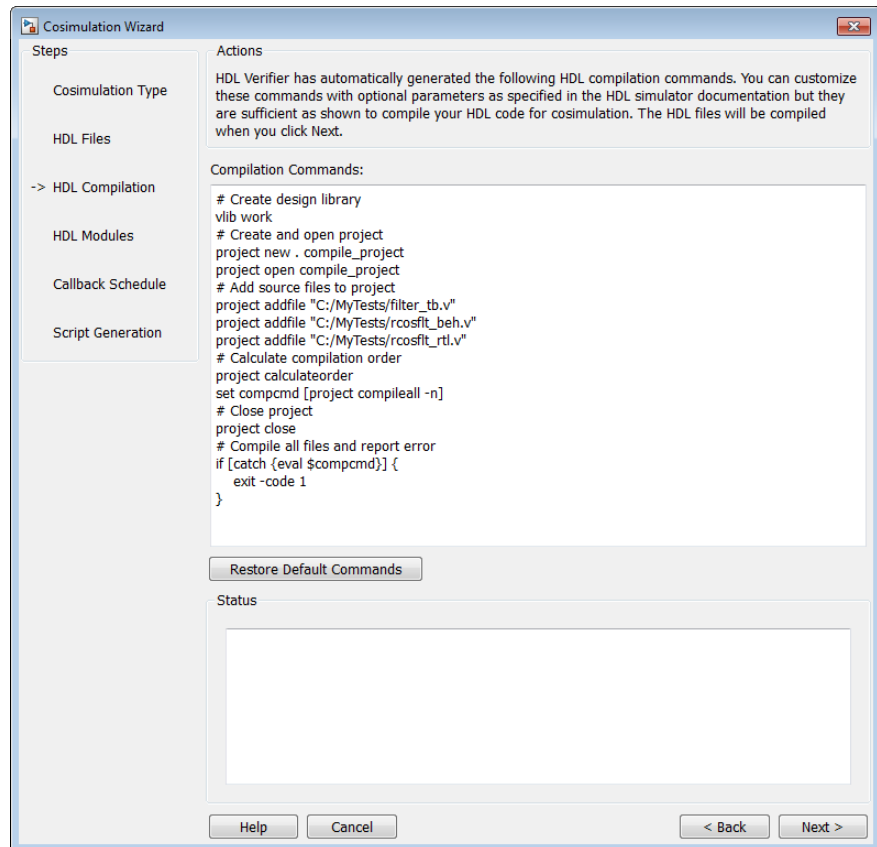 Cosimulation Wizard
Steps
Cosimulation Type
HDL Files
-> HDL Compilation
HDL Modules
Callback Schedule
Script Generation
Actions
HDL Verifier has automatically generated the following HDL compilation commands. You can customize
these commands with optional parameters as specified in the HDL simulator documentation but they
are sufficient as shown to compile your HDL code for cosimulation. The HDL files will be compiled
when you click Next.
Compilation Commands:
# Create design library
vlib work
# Create and open project
project new . compile_project
project open compile_project
# Add source files to project
project addfile "C:/MyTests/filter_tb.v"
project addfile "C:/MyTests/rcosflt_beh.v"
project addfile "C:/MyTests/rcosflt_rtl.v"
# Calculate compilation order
project calculateorder
set compcmd [project compileall -n]
# Close project
project close
# Compile all files and report error
if [catch {eval $compcmd}] {
exit -code 1
}
Restore Default Commands
Status
Help Cancel < Back Next >